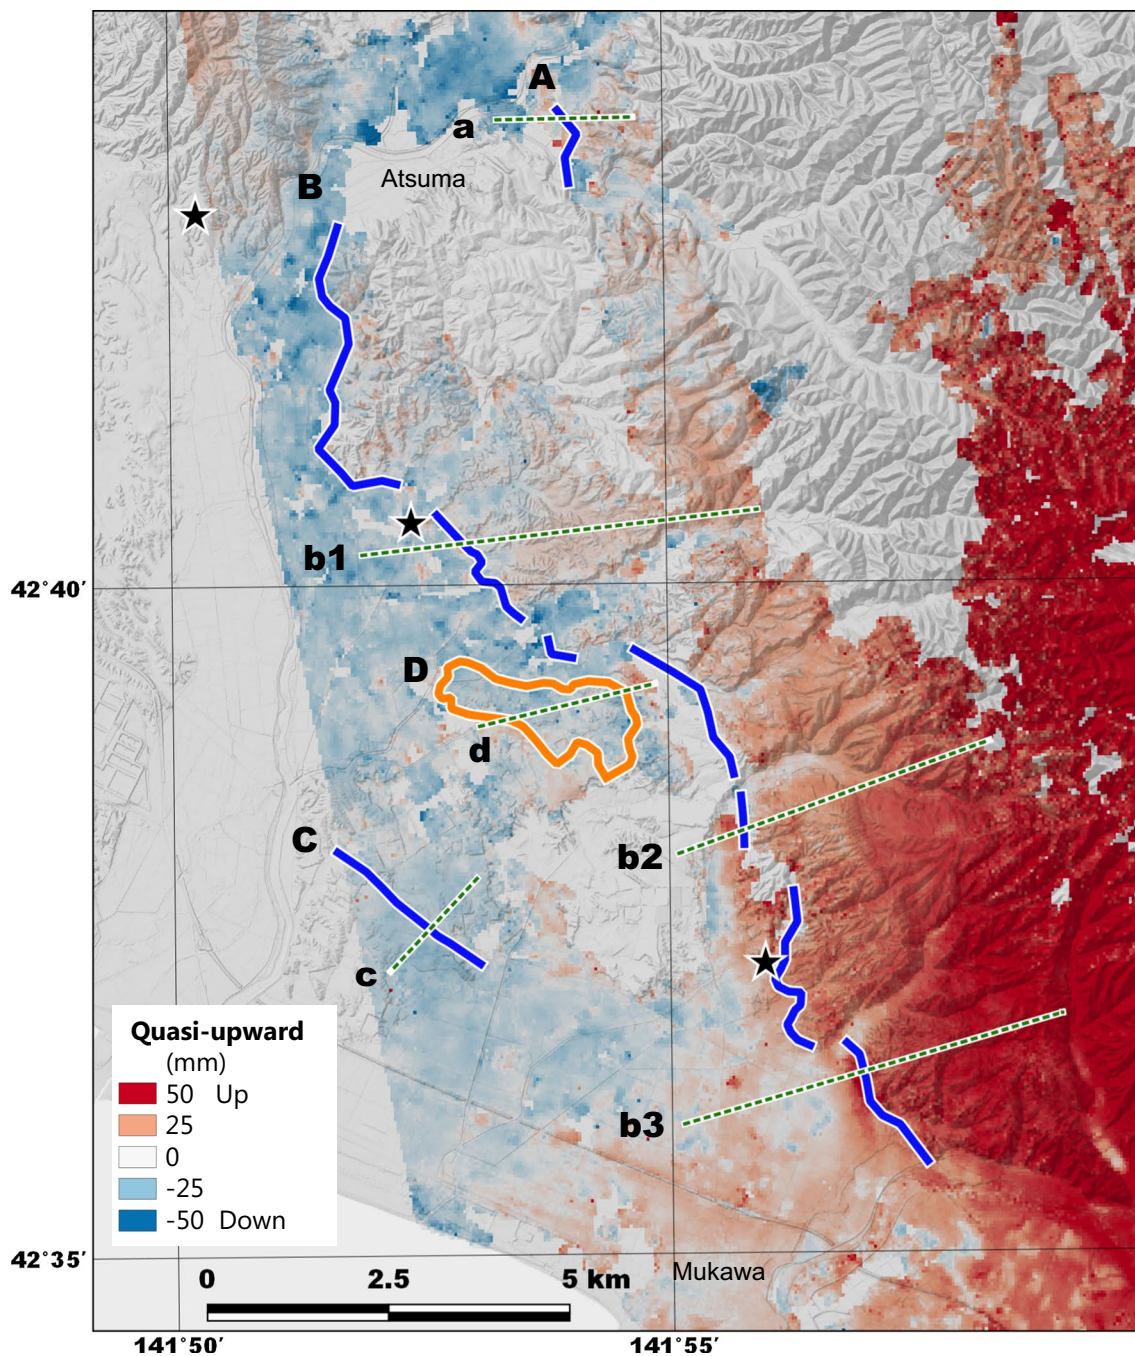 A
a
Atsuma
B
b1
42°40′
D
d
C
b2
c
b3
Quasi-upward
(mm)
50 Up
25
0
-25
-50 Down
42°35′
0 2.5 5 km
Mukawa
141°50′ 141°55′